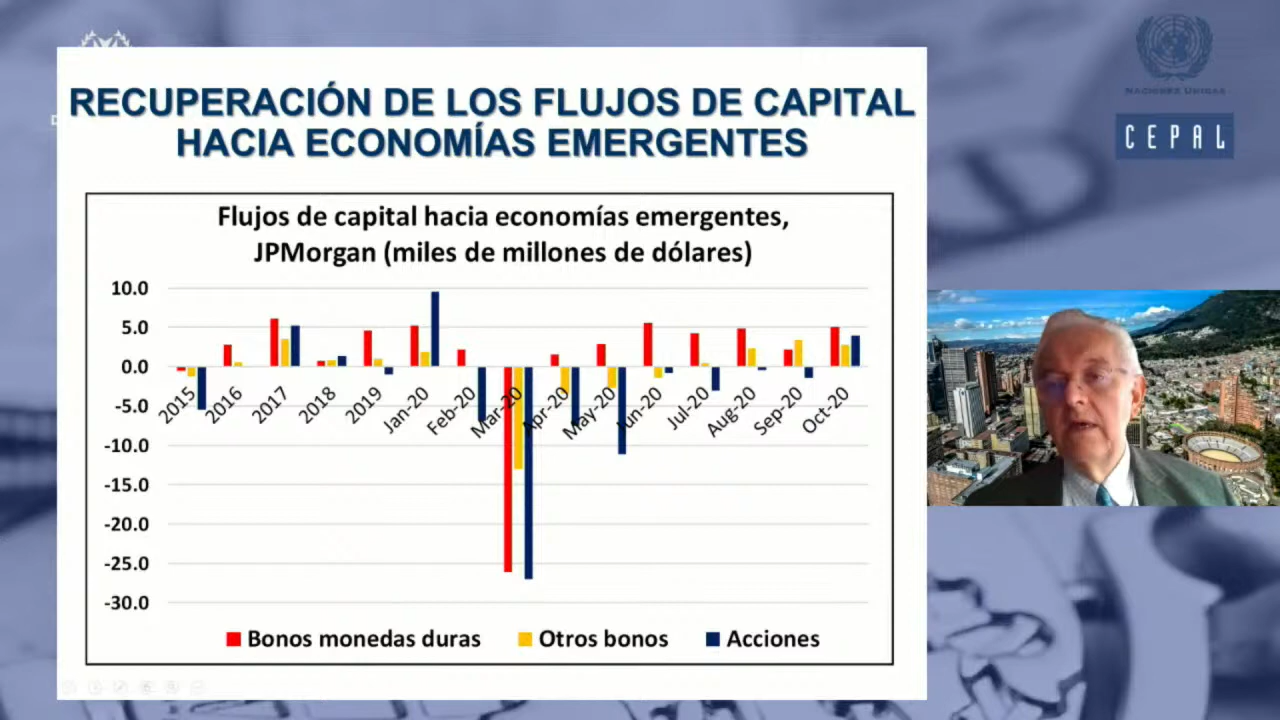 RECUPERACIÓN DE LOS FLUJOS DE CAPITAL
HACIA ECONOMÍAS EMERGENTES
Flujos de capital hacia economías emergentes,
JPMorgan (miles de millones de dólares)
10.0
5.0
0.0
-5.0
-10.0
-15.0
-20.0
-25.0
-30.0
2015
2016
2017
2018
2019
Jan-20
Feb-20
Mar-20
Apr-20
May-20
Jun-20
Jul-20
Aug-20
Sep-20
Oct-20
Bonos monedas duras
Otros bonos
Acciones
NACIONES UNIDAS
CEPAL